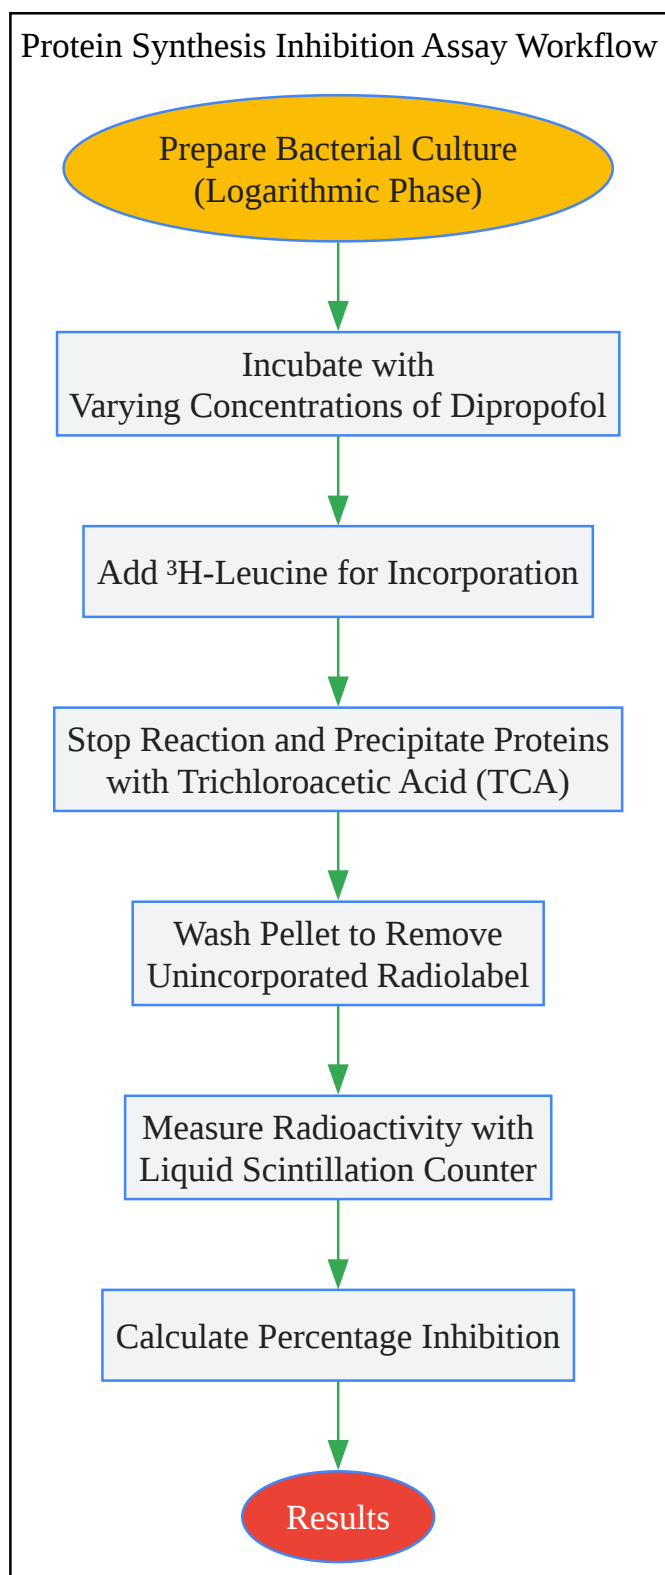 Protein Synthesis Inhibition Assay Workflow
Prepare Bacterial Culture
(Logarithmic Phase)
Incubate with
Varying Concentrations of Dipropofol
Add ³H-Leucine for Incorporation
Stop Reaction and Precipitate Proteins
with Trichloroacetic Acid (TCA)
Wash Pellet to Remove
Unincorporated Radiolabel
Measure Radioactivity with
Liquid Scintillation Counter
Calculate Percentage Inhibition
Results